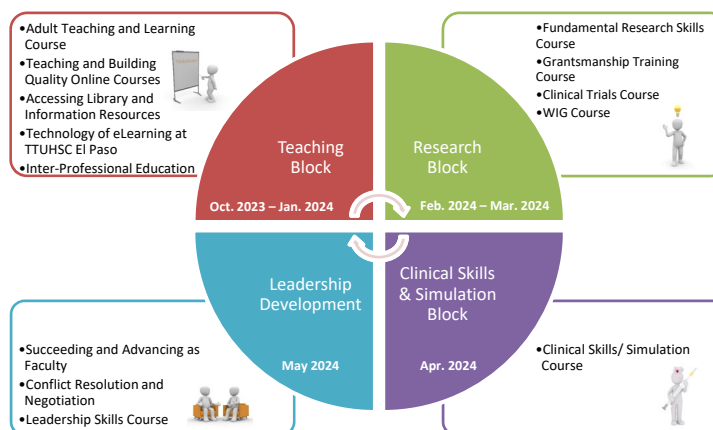 •Adult Teaching and Learning
Course
•Teaching and Building
Quality Online Courses
•Accessing Library and
Information Resources
•Technology of eLearning at
TTUHSC El Paso
•Inter-Professional Education
Teaching
Block
Oct. 2023 – Jan. 2024
•Fundamental Research Skills
Course
•Grantsmanship Training
Course
•Clinical Trials Course
•WIG Course
Research
Block
Feb. 2024 – Mar. 2024
Leadership
Development
May 2024
•Succeeding and Advancing as
Faculty
•Conflict Resolution and
Negotiation
•Leadership Skills Course
Clinical Skills
& Simulation
Block
Apr. 2024
•Clinical Skills/ Simulation
Course